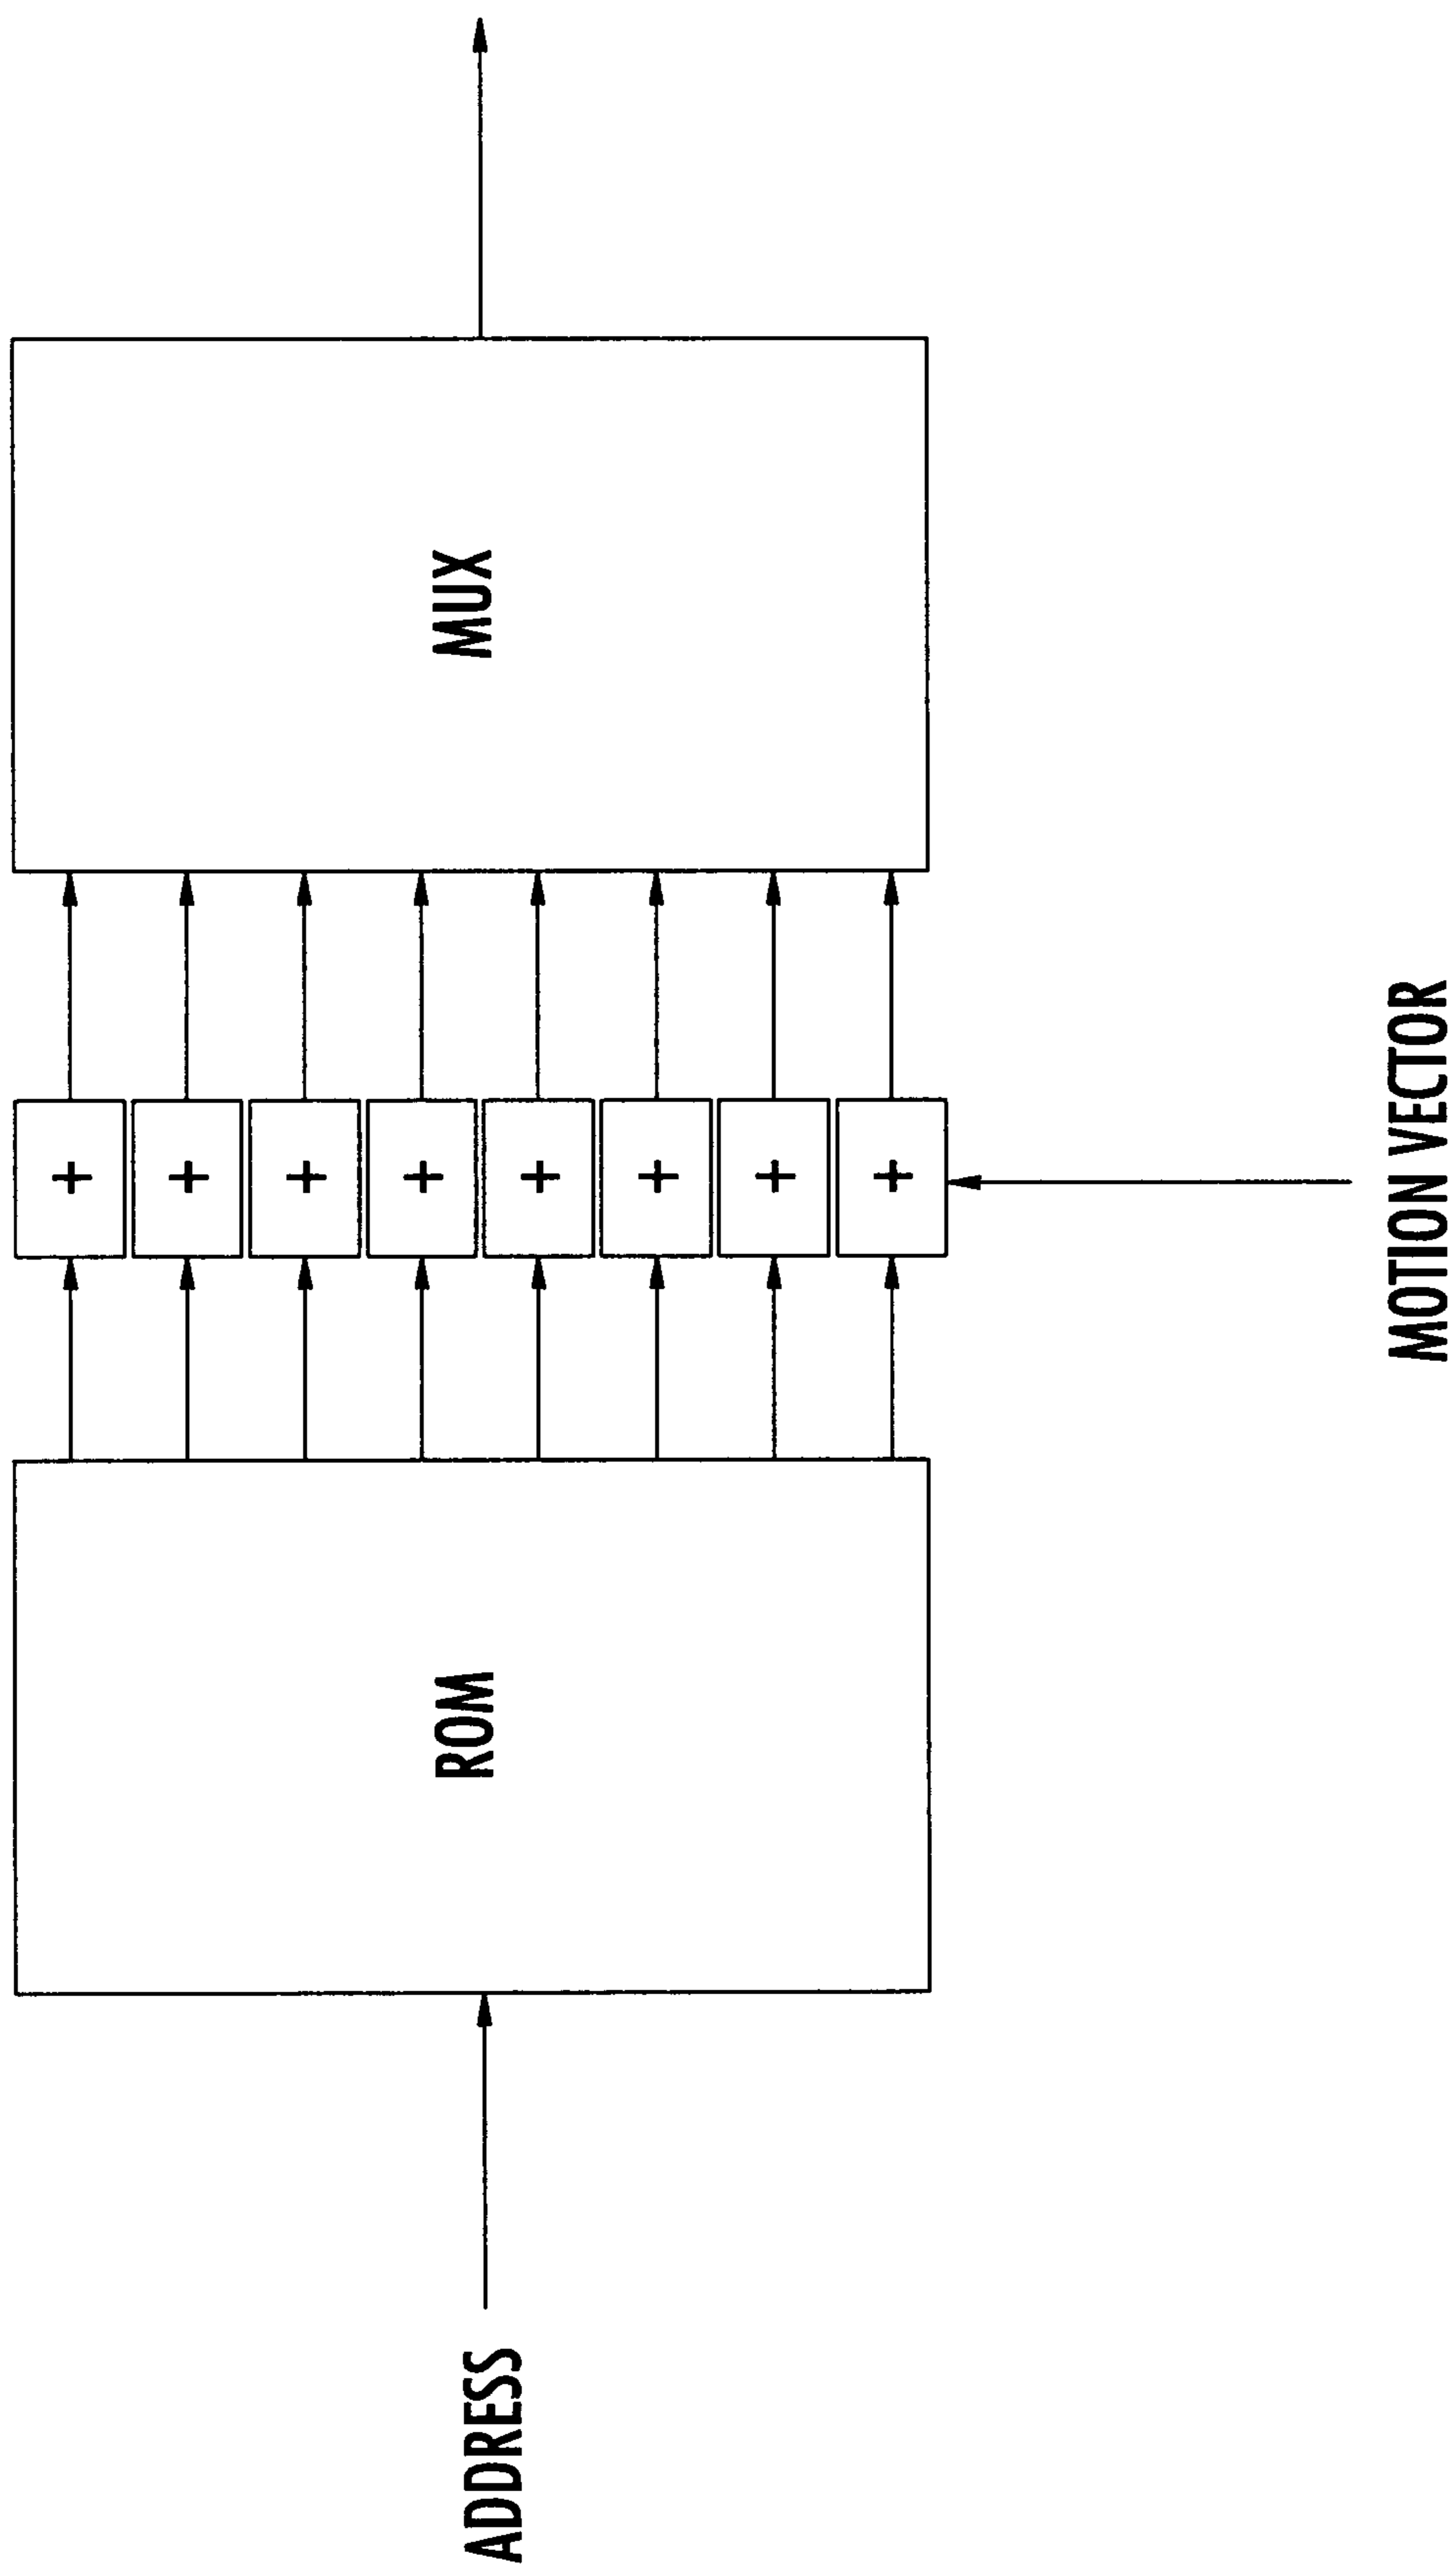 ADDRESS
ROM
+
+
+
+
+
+
+
+
MUX
MOTION VECTOR